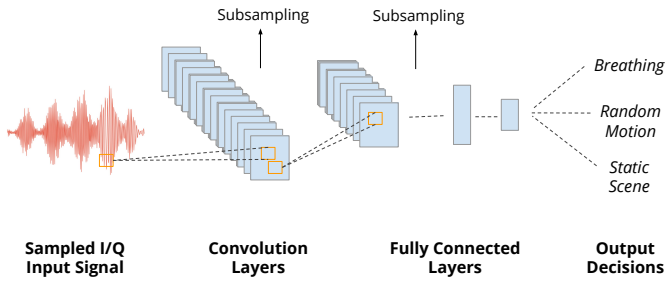 Subsampling
Subsampling
Breathing
Random
Motion
Static
Scene
Sampled I/Q
Input Signal
Convolution
Layers
Fully Connected
Layers
Output
Decisions